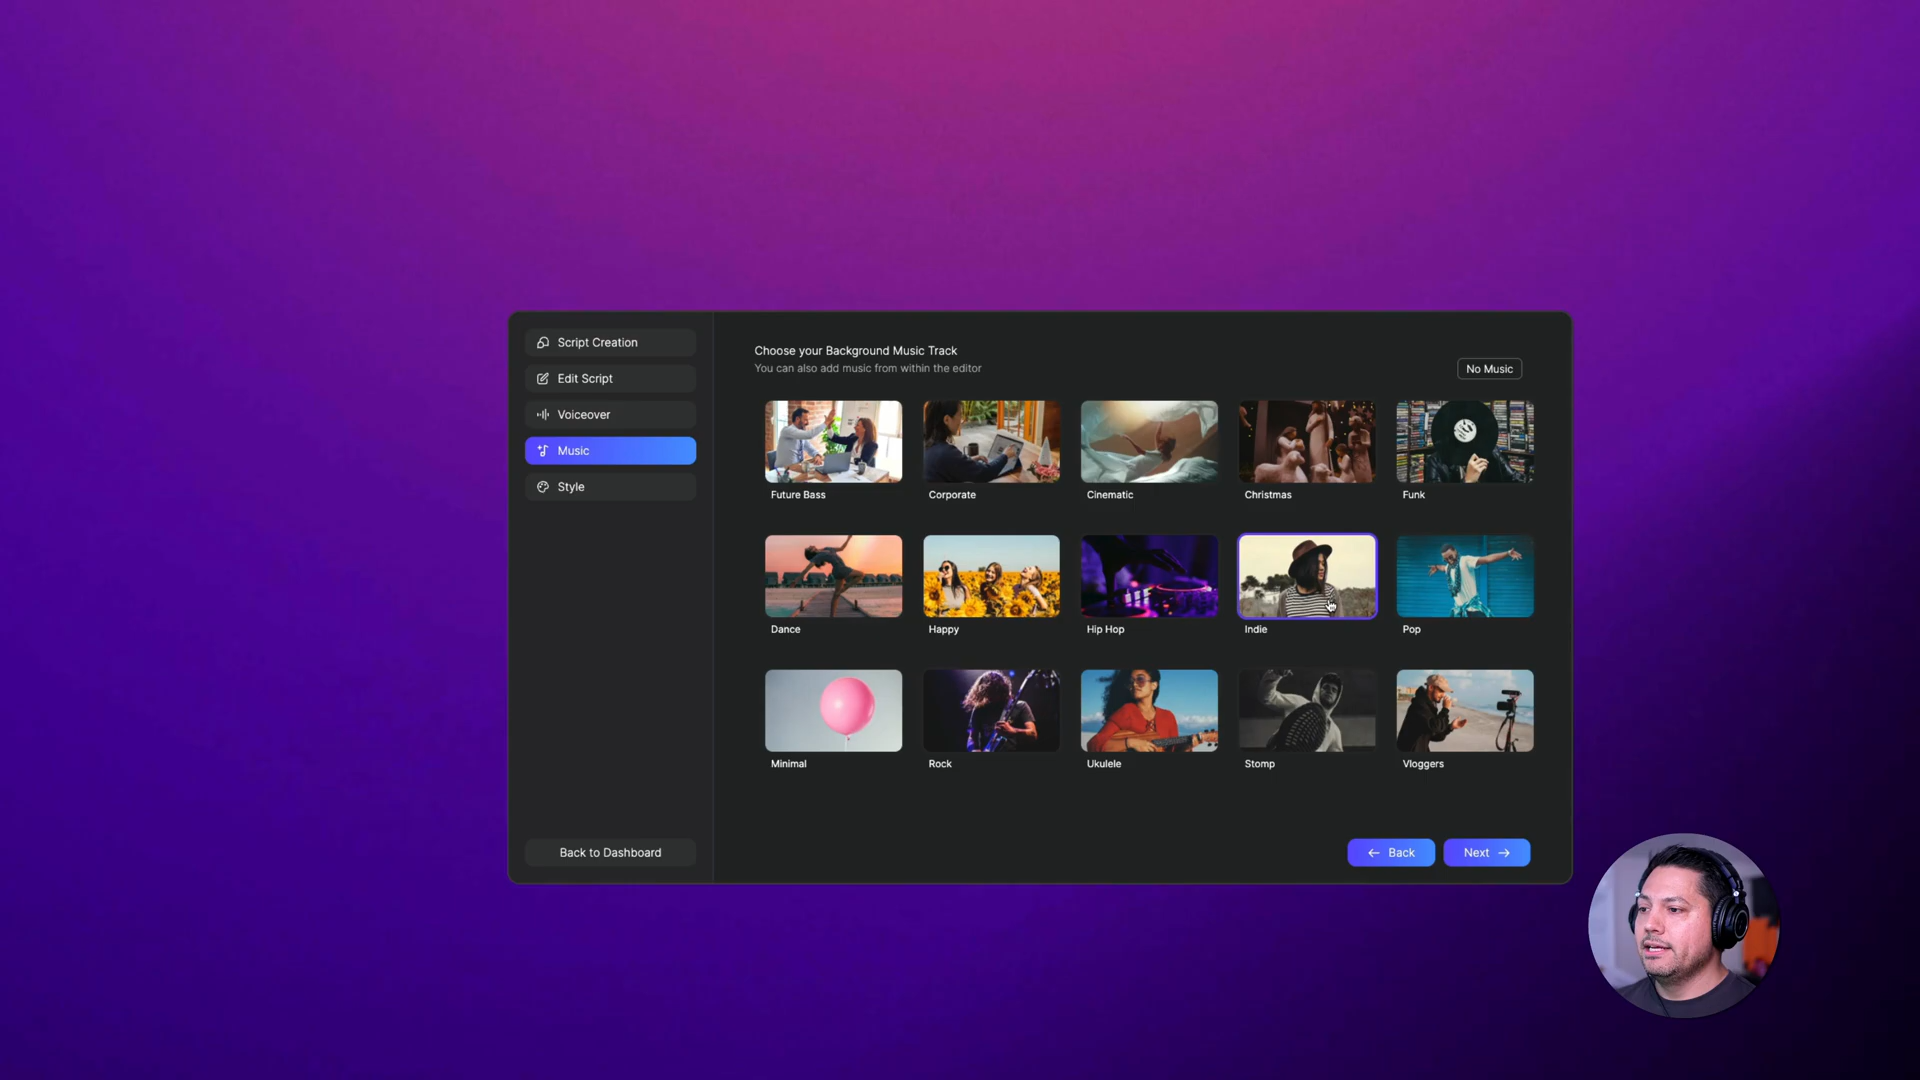 Script Creation
Edit Script
Voiceover
Music
Style
Back to Dashboard
Choose your Background Music Track
You can also add music from within the editor
No Music
Future Bass
Corporate
Cinematic
Christmas
Funk
Dance
Happy
Hip Hop
Indie
Pop
Minimal
Rock
Ukulele
Stomp
Vloggers
Back
Next